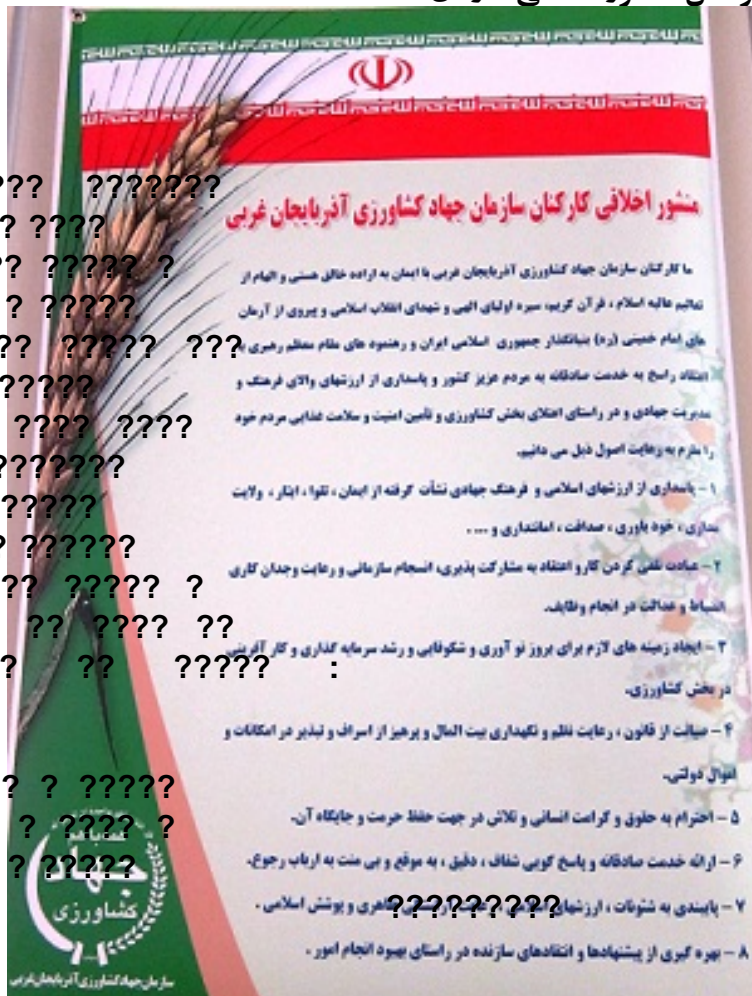 منشور اخلاقی کارکنان سازمان جهاد کشاورزی آذربایجان غربی
ما کارکنان سازمان جهاد کشاورزی آذربایجان غربی با ایمان به اراده خالق هستی و الهام از
تعالیم عالیه اسلام ، قرآن کریم، سیره اولیای الهی و شهدای انقلاب اسلامی و پیروی از آرمان
های امام خمینی (ره) بنیانگذار جمهوری اسلامی ایران و رهنمود های مقام معظم رهبری
اعتقاد راسخ به خدمت صادقانه به مردم عزیز کشور و پاسداری از ارزشهای والای فرهنگ و
مدیریت جهادی و در راستای اعتلای بخش کشاورزی و تأمین امنیت و سلامت غذایی مردم خود
را ملزم به رعایت اصول ذیل می دانیم.
۱ – پاسداری از ارزشهای اسلامی و فرهنگ جهادی نشأت گرفته از ایمان ، تقوا ، ایثار ، ولایت
مداری ، خود باوری ، صداقت ، امانتداری و ... .
۲ – عبادت تلقی کردن کار و اعتقاد به مشارکت پذیری، انسجام سازمانی و رعایت وجدان کاری
انضباط و عدالت در انجام وظایف.
۳ – ایجاد زمینه های لازم برای بروز نو آوری و شکوفایی و رشد سرمایه گذاری و کار آفرینی
در بخش کشاورزی.
۴ – صیانت از قانون ، رعایت نظم و نگهداری بیت المال و پرهیز از اسراف و تبذیر در امکانات و
اموال دولتی.
۵ – احترام به حقوق و کرامت انسانی و تلاش در جهت حفظ حرمت و جایگاه آن.
۶ – ارائه خدمت صادقانه و پاسخ گویی شفاف ، دقیق ، به موقع و بی منت به ارباب رجوع.
۷ – پایبندی به شئونات ، ارزشهای ظاهری و پوشش اسلامی .
۸ – بهره گیری از پیشنهادها و انتقادهای سازنده در راستای بهبود انجام امور .
جهاد
کشاورزی
سازمان جهاد کشاورزی آذربایجان غربی